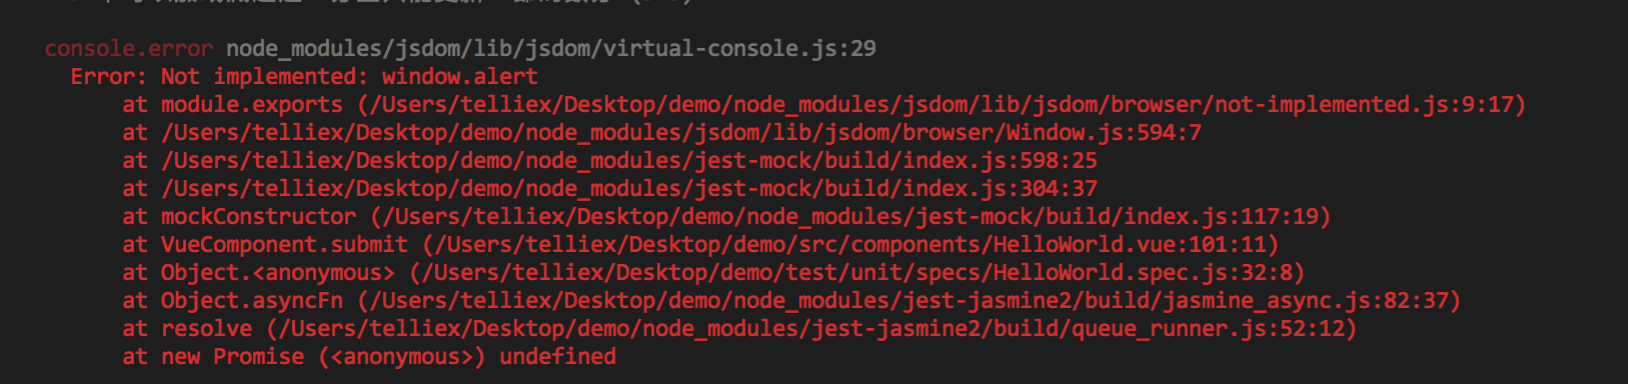 console.error node_modules/jsdom/lib/jsdom/virtual-console.js:29
Error: Not implemented: window.alert
at module.exports (/Users/telliex/Desktop/demo/node_modules/jsdom/lib/jsdom/browser/not-implemented.js:9:17)
at /Users/telliex/Desktop/demo/node_modules/jsdom/lib/jsdom/browser/Window.js:594:7
at /Users/telliex/Desktop/demo/node_modules/jest-mock/build/index.js:598:25
at /Users/telliex/Desktop/demo/node_modules/jest-mock/build/index.js:304:37
at mockConstructor (/Users/telliex/Desktop/demo/node_modules/jest-mock/build/index.js:117:19)
at VueComponent.submit (/Users/telliex/Desktop/demo/src/components/HelloWorld.vue:101:11)
at Object.<anonymous> (/Users/telliex/Desktop/demo/test/unit/specs/HelloWorld.spec.js:32:8)
at Object.asyncFn (/Users/telliex/Desktop/demo/node_modules/jest-jasmine2/build/jasmine_async.js:82:37)
at resolve (/Users/telliex/Desktop/demo/node_modules/jest-jasmine2/build/queue_runner.js:52:12)
at new Promise (<anonymous>) undefined